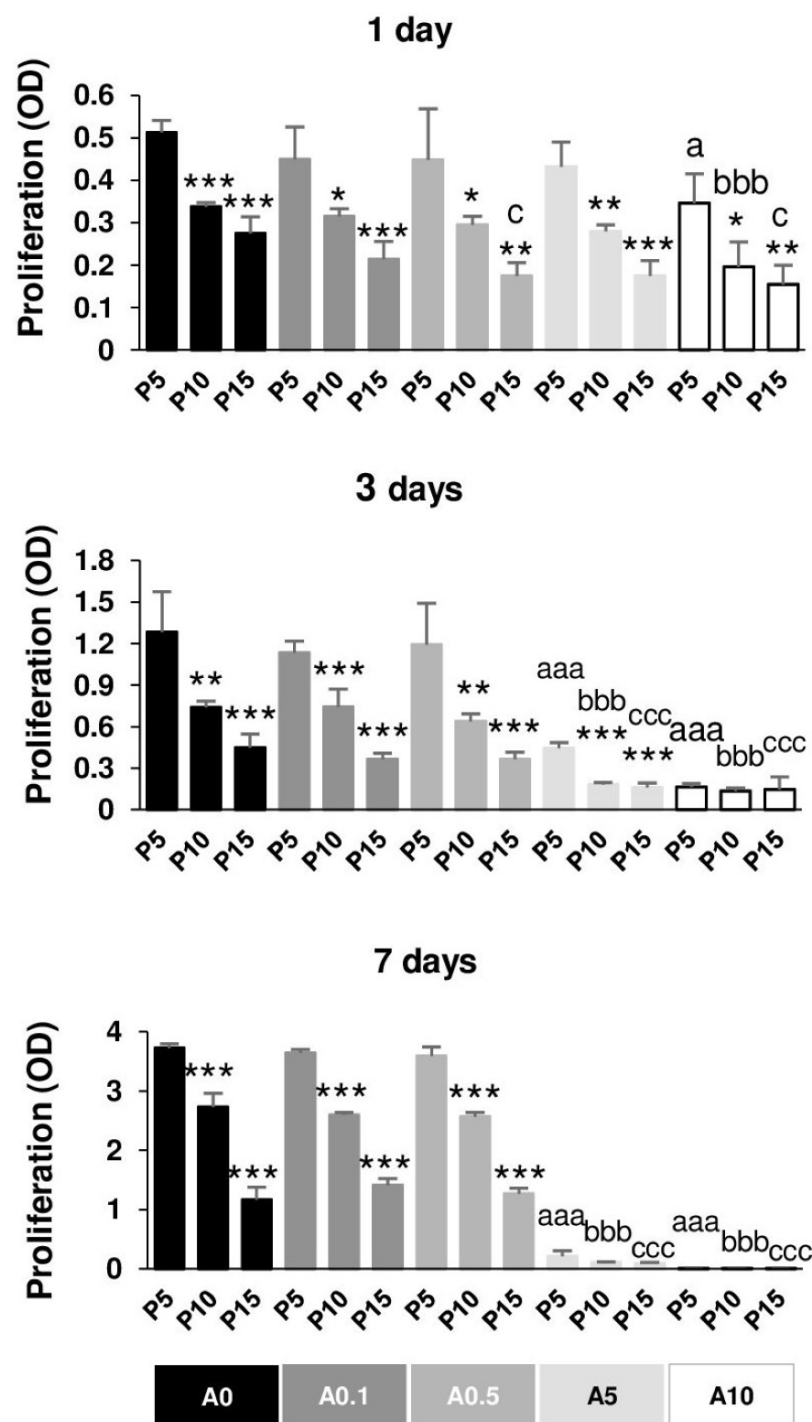 1 day
Proliferation (OD)
0.6
0.5
0.4
0.3
0.2
0.1
0
***
***
*
***
*
c
**
**
***
a
bbb
*
c
**
P5 P10 P15 P5 P10 P15 P5 P10 P15 P5 P10 P15 P5 P10 P15
3 days
Proliferation (OD)
1.8
1.5
1.2
0.9
0.6
0.3
0
**
***
***
***
**
***
aaa
bbb
***
ccc
***
aaa
bbb
ccc
P5 P10 P15 P5 P10 P15 P5 P10 P15 P5 P10 P15 P5 P10 P15
7 days
Proliferation (OD)
4
3
2
1
0
***
***
***
***
***
***
aaa
bbb
ccc
aaa
bbb
ccc
P5 P10 P15 P5 P10 P15 P5 P10 P15 P5 P10 P15 P5 P10 P15
A0 A0.1 A0.5 A5 A10